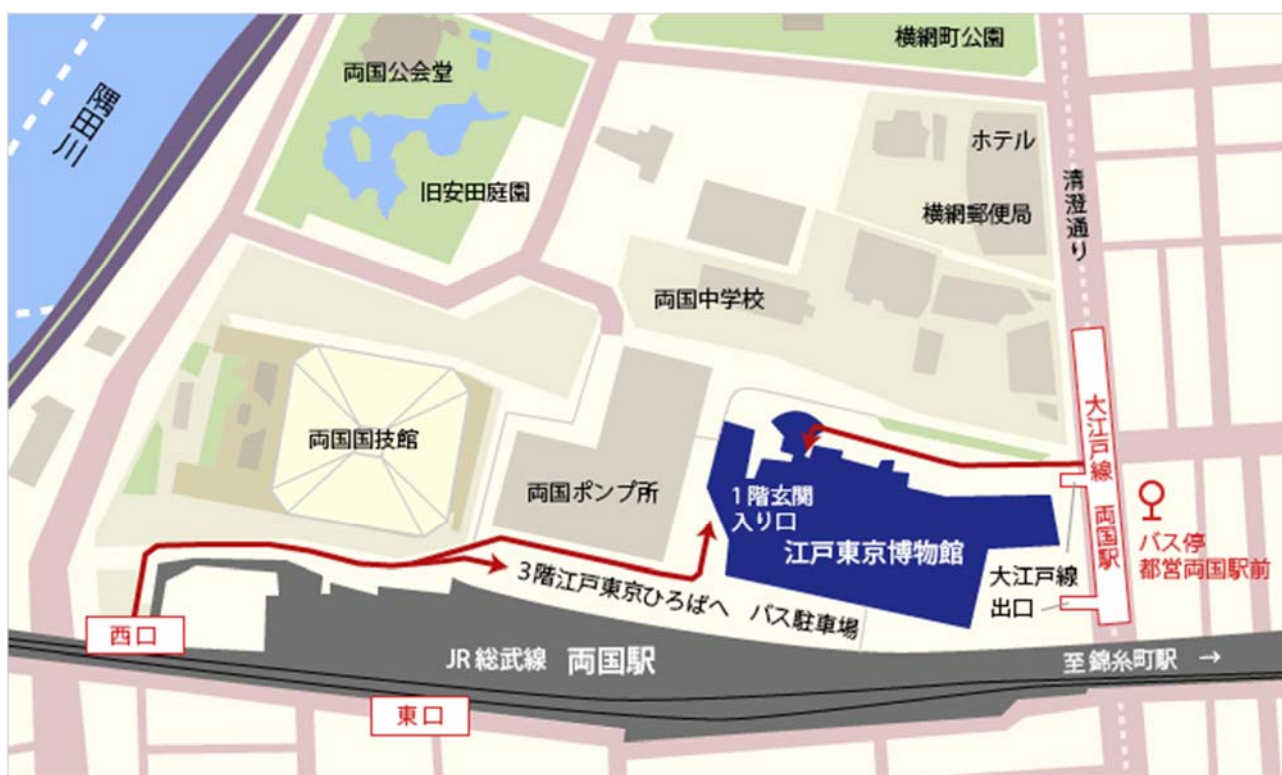 横網町公園
両国公会堂
隅田川
ホテル
旧安田庭園
横網郵便局
清澄通り
両国中学校
両国国技館
大江戸線 両国駅
両国ポンプ所
1階玄関
入り口
江戸東京博物館
バス停
都営両国駅前
大江戸線
出口
3階江戸東京ひろばへ バス駐車場
西口
JR総武線 両国駅
至錦糸町駅 →
東口